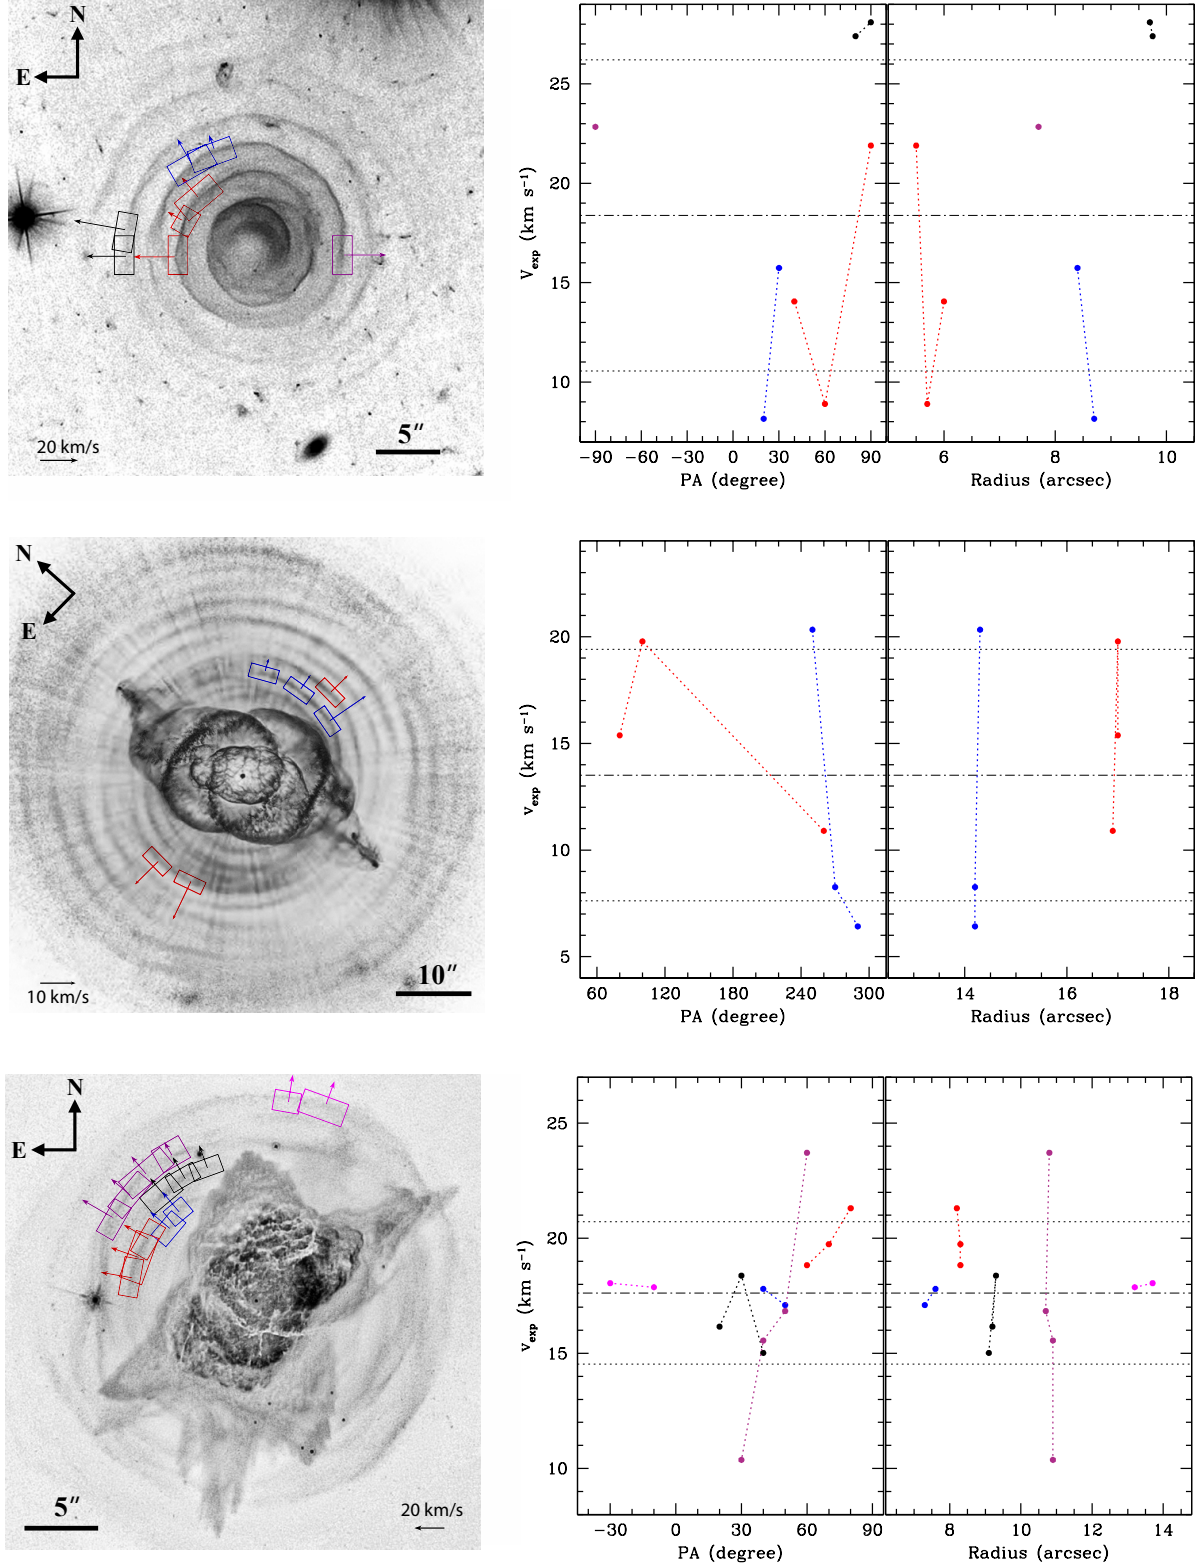 N
E
20 km/s
5″
25
20
15
10
V_exp (km s⁻¹)
−90 −60 −30 0 30 60 90
PA (degree)
6 8 10
Radius (arcsec)
N
E
10 km/s
10″
20
15
10
5
v_exp (km s⁻¹)
60 120 180 240 300
PA (degree)
14 16 18
Radius (arcsec)
N
E
5″
20 km/s
25
20
15
10
v_exp (km s⁻¹)
−30 0 30 60 90
PA (degree)
8 10 12 14
Radius (arcsec)